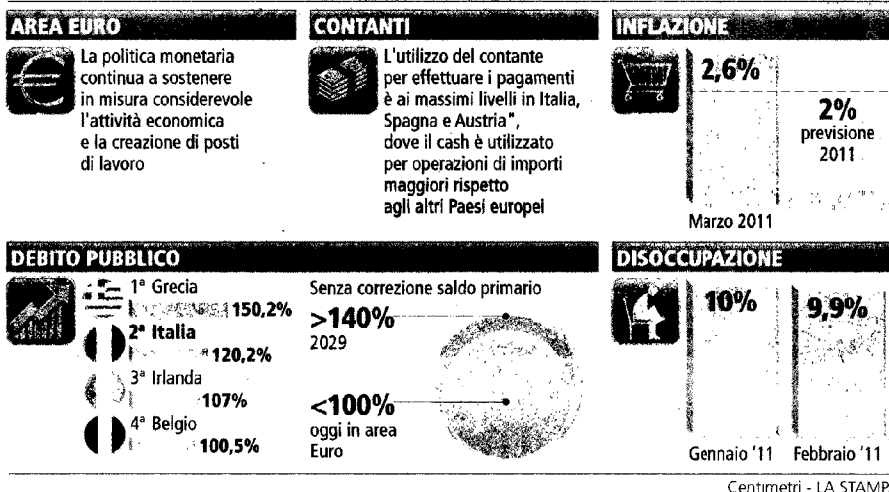 AREA EURO
La politica monetaria
continua a sostenere
in misura considerevole
l'attività economica
e la creazione di posti
di lavoro
CONTANTI
L'utilizzo del contante
per effettuare i pagamenti
è ai massimi livelli in Italia,
Spagna e Austria",
dove il cash è utilizzato
per operazioni di importi
maggiori rispetto
agli altri Paesi europei
INFLAZIONE
2,6%
2%
previsione
2011
Marzo 2011
DEBITO PUBBLICO
1ª Grecia
150,2%
2ª Italia
120,2%
3ª Irlanda
107%
4ª Belgio
100,5%
Senza correzione saldo primario
>140%
2029
<100%
oggi in area
Euro
DISOCCUPAZIONE
10%
9,9%
Gennaio '11 Febbraio '11
Centimetri - LA STAMP